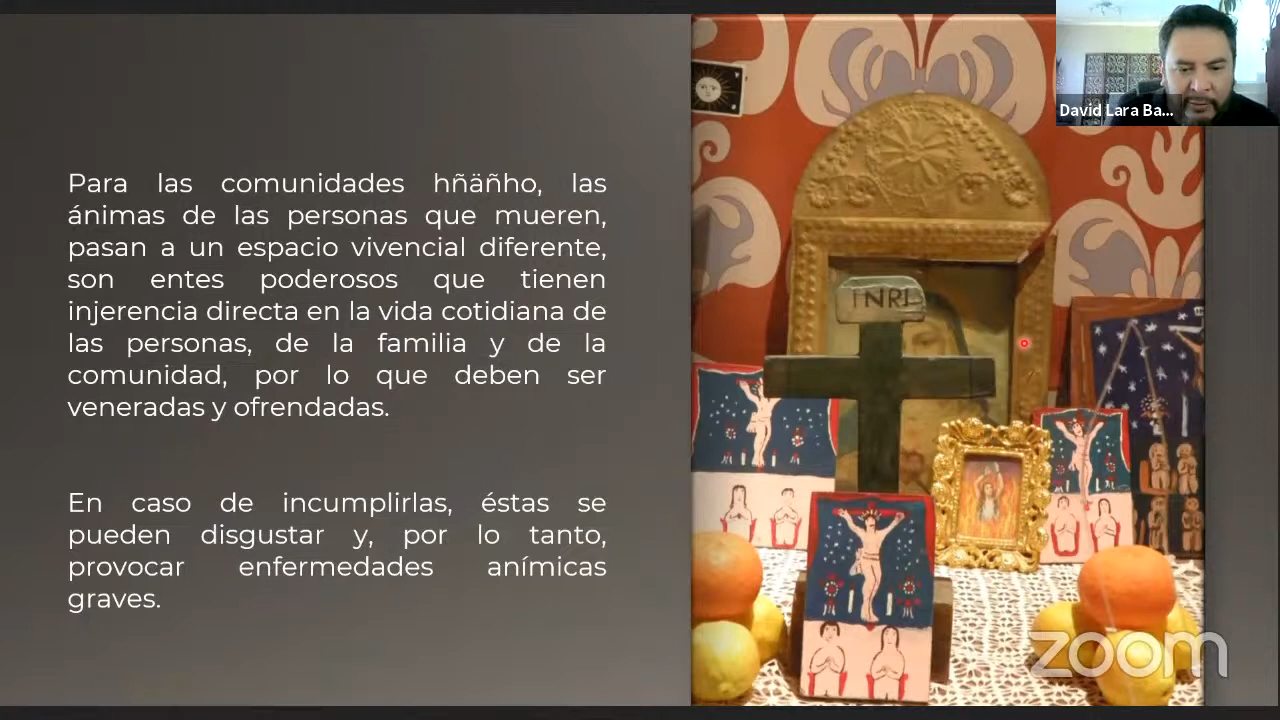 Para las comunidades hñäñho, las
ánimas de las personas que mueren,
pasan a un espacio vivencial diferente,
son entes poderosos que tienen
injerencia directa en la vida cotidiana de
las personas, de la familia y de la
comunidad, por lo que deben ser
veneradas y ofrendadas.
En caso de incumplirlas, éstas se
pueden disgustar y, por lo tanto,
provocar enfermedades anímicas
graves.
David Lara Ba...
INRI
zoom